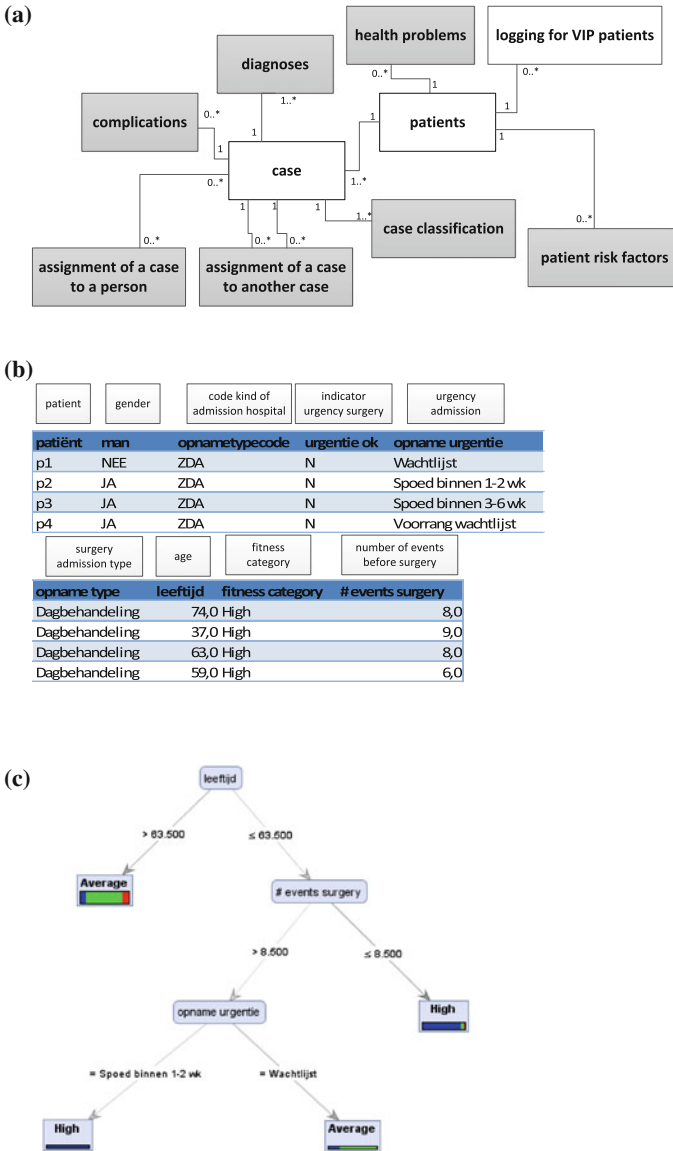 (a)
health problems
logging for VIP patients
diagnoses
0..*
0..*
1
1..*
1
complications
0..*
patients
1
1
1
1
case
0..*
1..*
1
1
1
1..*
case classification
0..*
0..*
0..*
0..*
assignment of a case
to a person
assignment of a case
to another case
patient risk factors
(b)
patient
gender
code kind of
admission hospital
indicator
urgency surgery
urgency
admission
patiënt man opnametypecode urgentie ok opname urgentie
p1 NEE ZDA N Wachtlijst
p2 JA ZDA N Spoed binnen 1-2 wk
p3 JA ZDA N Spoed binnen 3-6 wk
p4 JA ZDA N Voorrang wachtlijst
surgery
admission type
age
fitness
category
number of events
before surgery
opname type leeftijd fitness category # events surgery
Dagbehandeling 74,0 High 8,0
Dagbehandeling 37,0 High 9,0
Dagbehandeling 63,0 High 8,0
Dagbehandeling 59,0 High 6,0
(c)
leeftijd
> 63.500
≤ 63.500
Average
# events surgery
> 8.500
≤ 8.500
opname urgentie
High
= Spoed binnen 1-2 wk
= Wachtlijst
High
Average